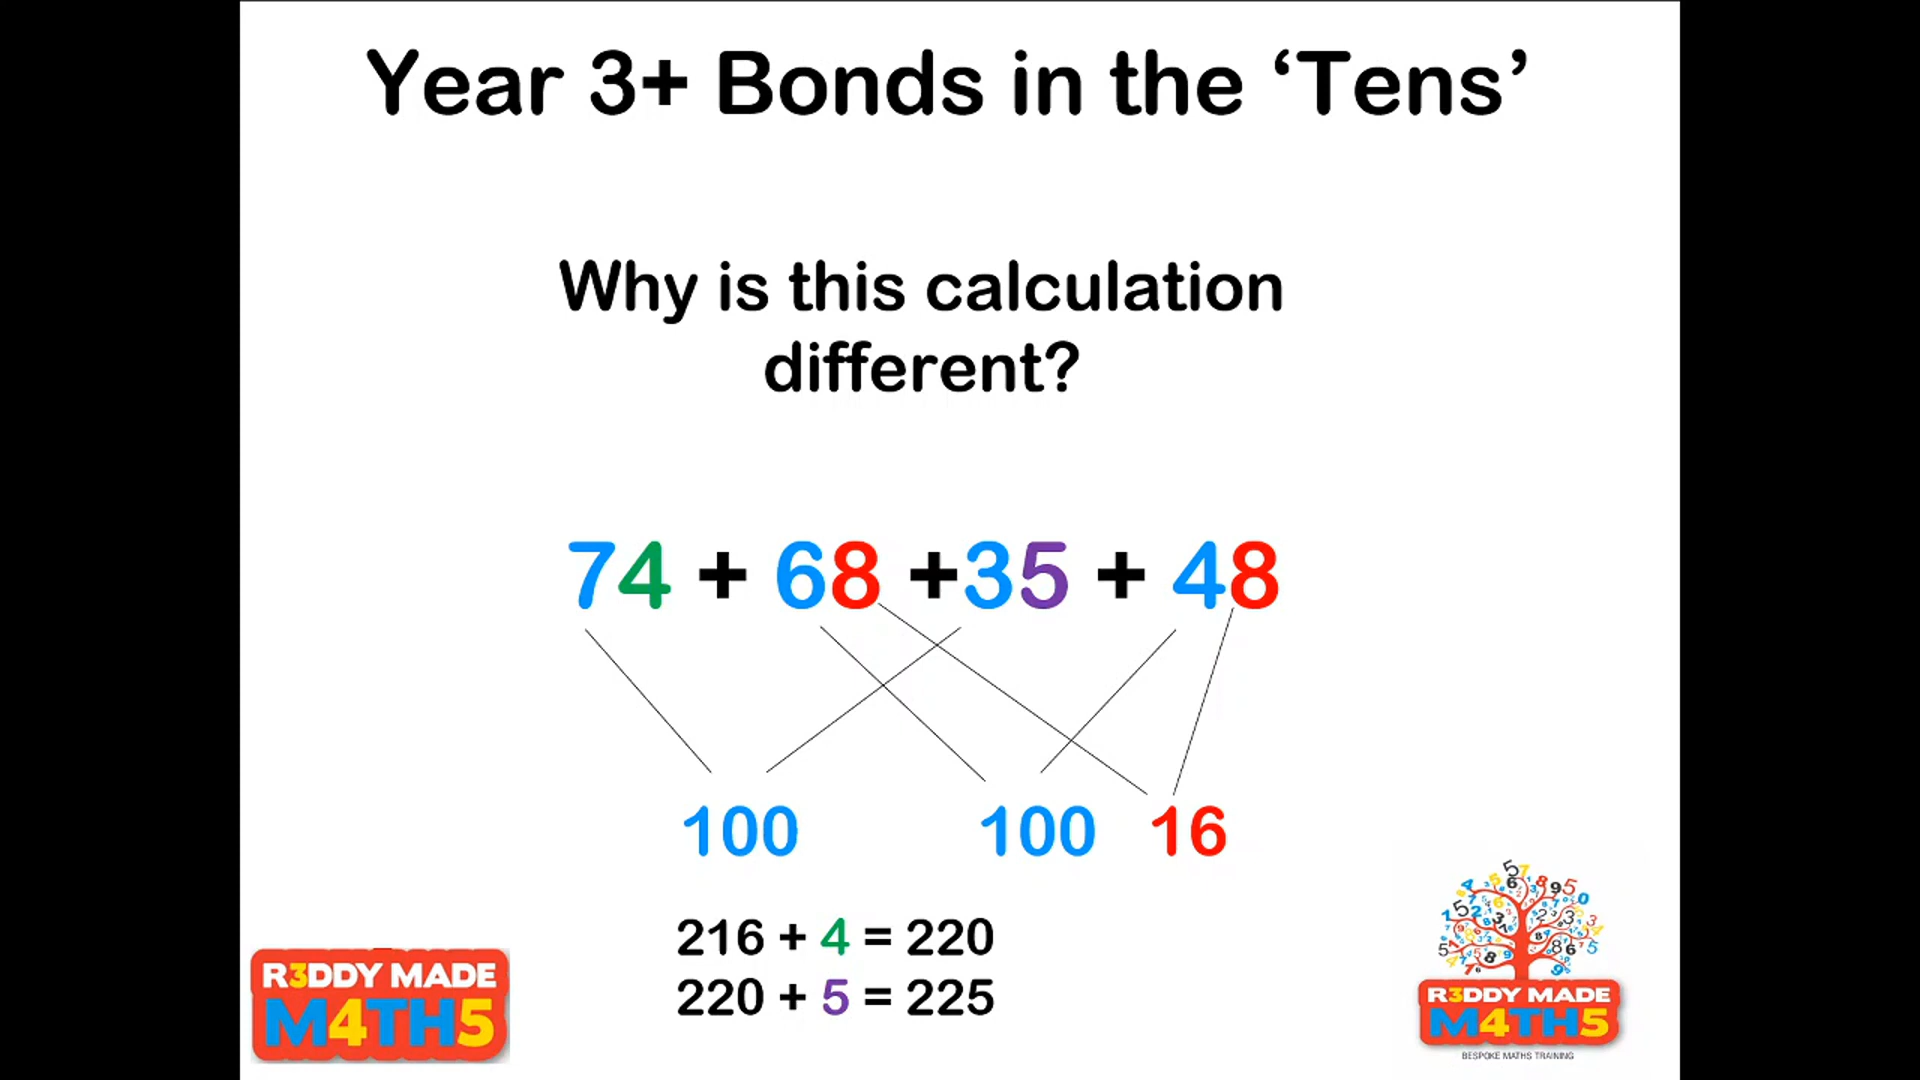 Year 3+ Bonds in the ‘Tens’
Why is this calculation
different?
74 + 68 +35 + 48
100 100 16
216 + 4 = 220
220 + 5 = 225
R3DDY MADE
M4TH5
R3DDY MADE
M4TH5
BESPOKE MATHS TRAINING